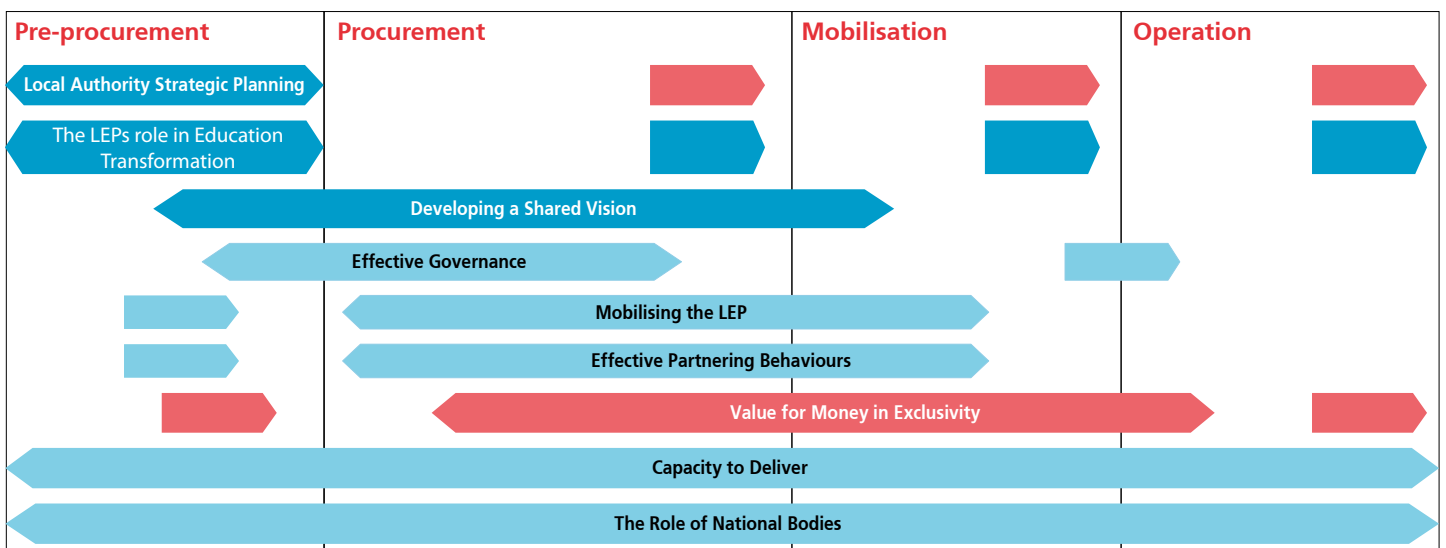 Pre-procurement
Procurement
Mobilisation
Operation
Local Authority Strategic Planning
The LEPs role in Education
Transformation
Developing a Shared Vision
Effective Governance
Mobilising the LEP
Effective Partnering Behaviours
Value for Money in Exclusivity
Capacity to Deliver
The Role of National Bodies